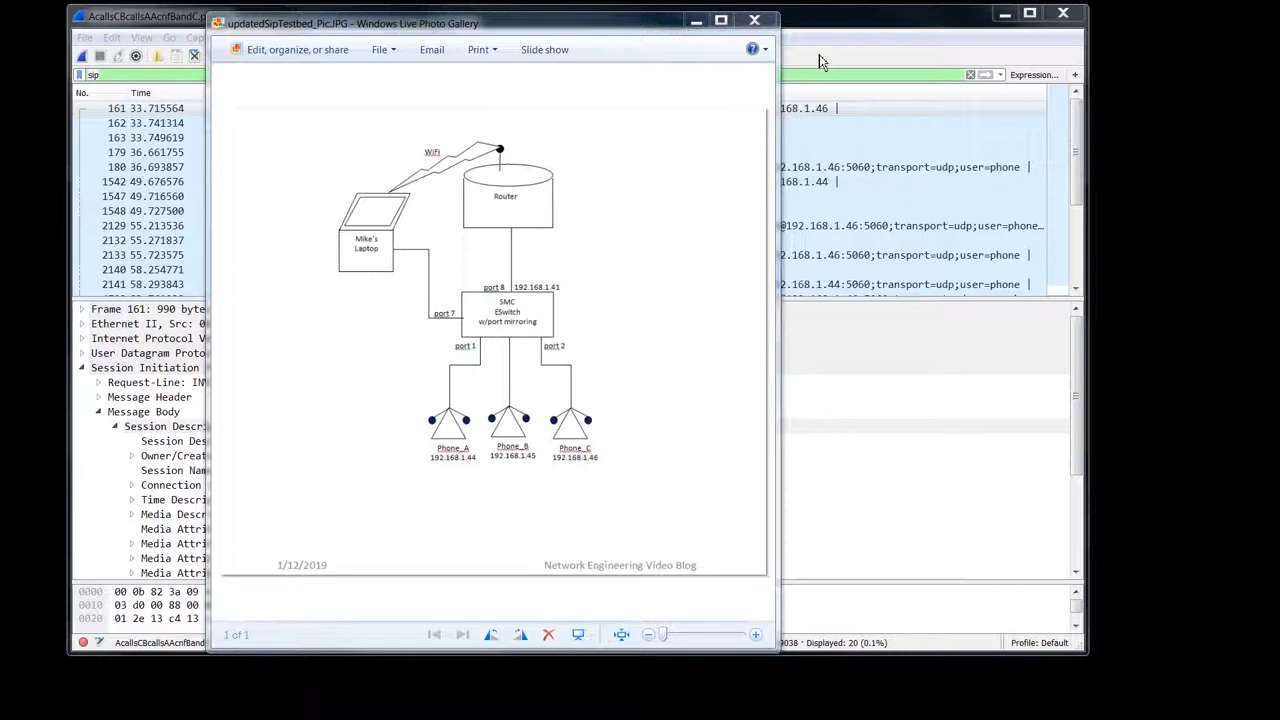 AcallsCBcallsAAcnfBandC.p
updatedSipTestbed_Pic.JPG - Windows Live Photo Gallery
File Edit View Go Cap
Edit, organize, or share File Email Print Slide show
sip
Expression... +
No. Time
161 33.715564
168.1.46 |
162 33.741314
163 33.749619
179 36.661755
180 36.693857
2.168.1.46:5060;transport=udp;user=phone |
1542 49.676576
168.1.44 |
1547 49.716560
1548 49.727500
2129 55.213536
@192.168.1.46:5060;transport=udp;user=phone…
2132 55.271837
2133 55.723575
2.168.1.46:5060;transport=udp;user=phone |
2140 58.254771
2141 58.293843
2.168.1.44:5060;transport=udp;user=phone |
WiFi
Router
Mike's
Laptop
port 8 192.168.1.41
SMC
ESwitch
w/port mirroring
port 7
port 1 port 2
Phone_A
192.168.1.44
Phone_B
192.168.1.45
Phone_C
192.168.1.46
1/12/2019 Network Engineering Video Blog
1 of 1
Frame 161: 990 byte
Ethernet II, Src: 0
Internet Protocol V
User Datagram Proto
Session Initiation
Request-Line: IN
Message Header
Message Body
Session Descr
Session Des
Owner/Creat
Session Nam
Connection
Time Descri
Media Descr
Media Attri
Media Attri
Media Attri
Media Attri
0000 00 0b 82 3a 09
0010 03 d0 00 88 00
0020 01 2e 13 c4 13
AcallsCBcallsAAcnfBandC
9038 · Displayed: 20 (0.1%)
Profile: Default